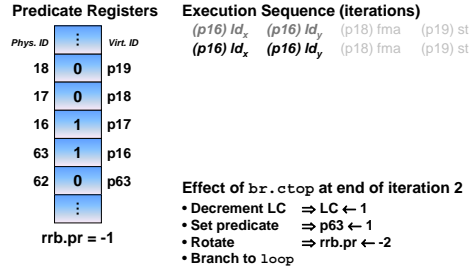 Predicate Registers
Phys. ID
⋮
Virt. ID
18 0 p19
17 0 p18
16 1 p17
63 1 p16
62 0 p63
⋮
rrb.pr = -1
Execution Sequence (iterations)
(p16) ldx (p16) ldy (p18) fma (p19) st
(p16) ldx (p16) ldy (p18) fma (p19) st
Effect of br.ctop at end of iteration 2
• Decrement LC ⇒ LC ← 1
• Set predicate ⇒ p63 ← 1
• Rotate ⇒ rrb.pr ← -2
• Branch to loop